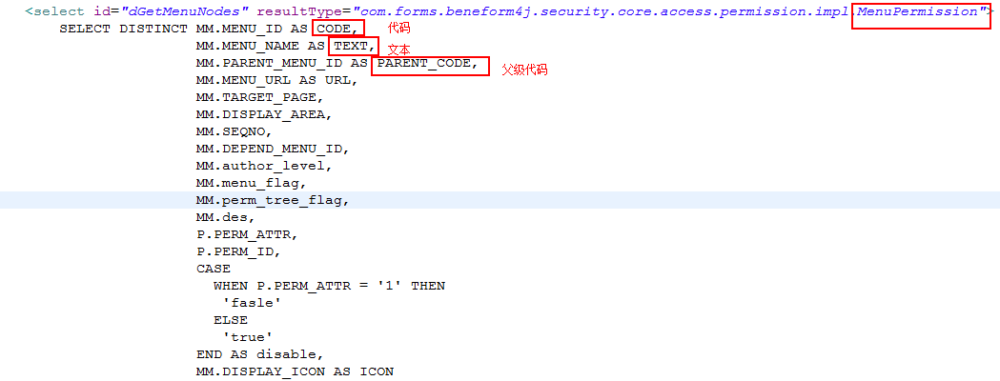 <select id="dGetMenuNodes" resultType="com.forms.beneform4j.security.core.access.permission.impl.MenuPermission">
SELECT DISTINCT MM.MENU_ID AS CODE, 代码
MM.MENU_NAME AS TEXT, 文本
MM.PARENT_MENU_ID AS PARENT_CODE, 父级代码
MM.MENU_URL AS URL,
MM.TARGET_PAGE,
MM.DISPLAY_AREA,
MM.SEQNO,
MM.DEPEND_MENU_ID,
MM.author_level,
MM.menu_flag,
MM.perm_tree_flag,
MM.des,
P.PERM_ATTR,
P.PERM_ID,
CASE
WHEN P.PERM_ATTR = '1' THEN
'fasle'
ELSE
'true'
END AS disable,
MM.DISPLAY_ICON AS ICON